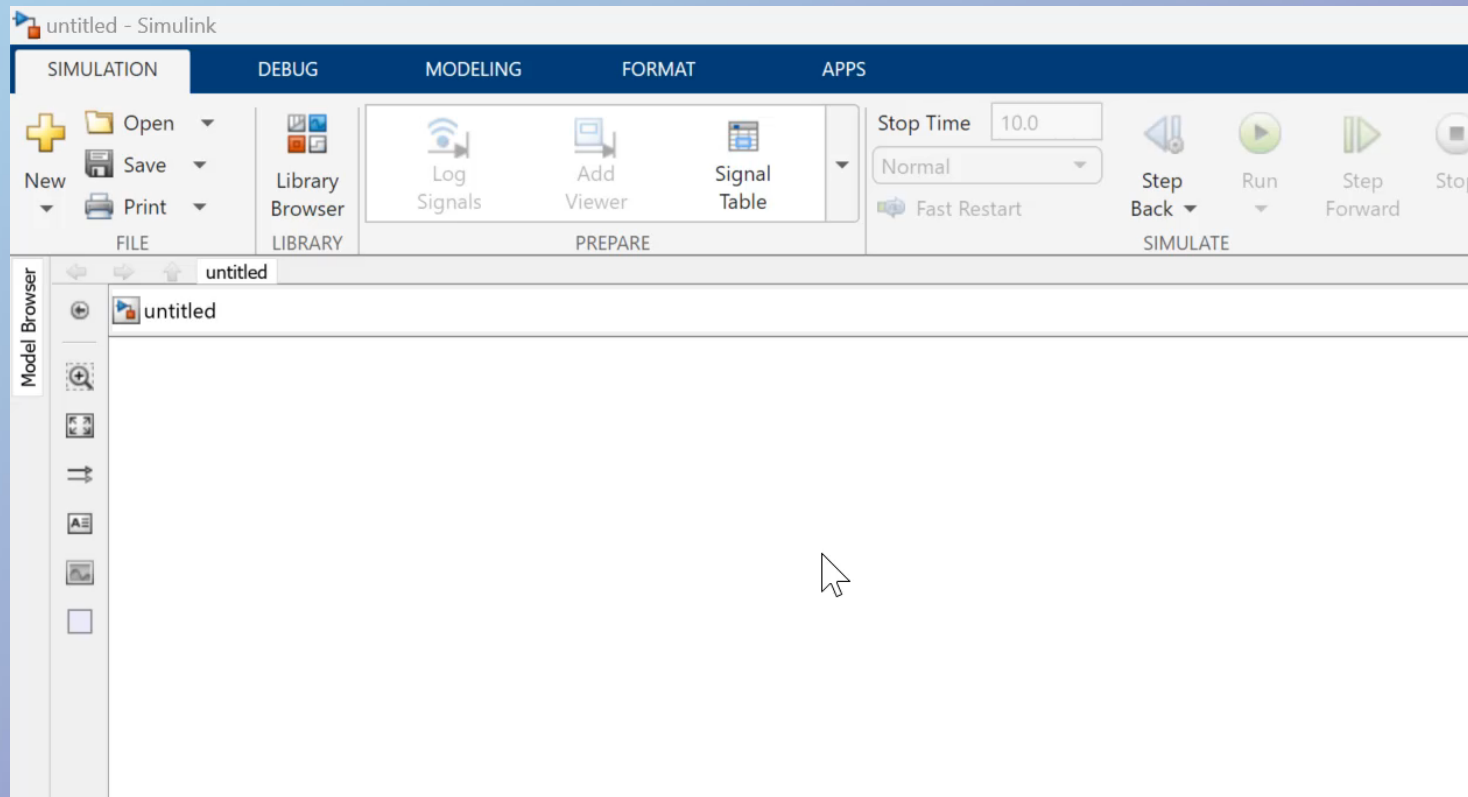 untitled - Simulink
SIMULATION DEBUG MODELING FORMAT APPS
New
Open
Save
Print
FILE
Library
Browser
LIBRARY
Log
Signals
Add
Viewer
Signal
Table
PREPARE
Stop Time 10.0
Normal
Fast Restart
Step
Back
Run
Step
Forward
Sto
SIMULATE
Model Browser
untitled
untitled